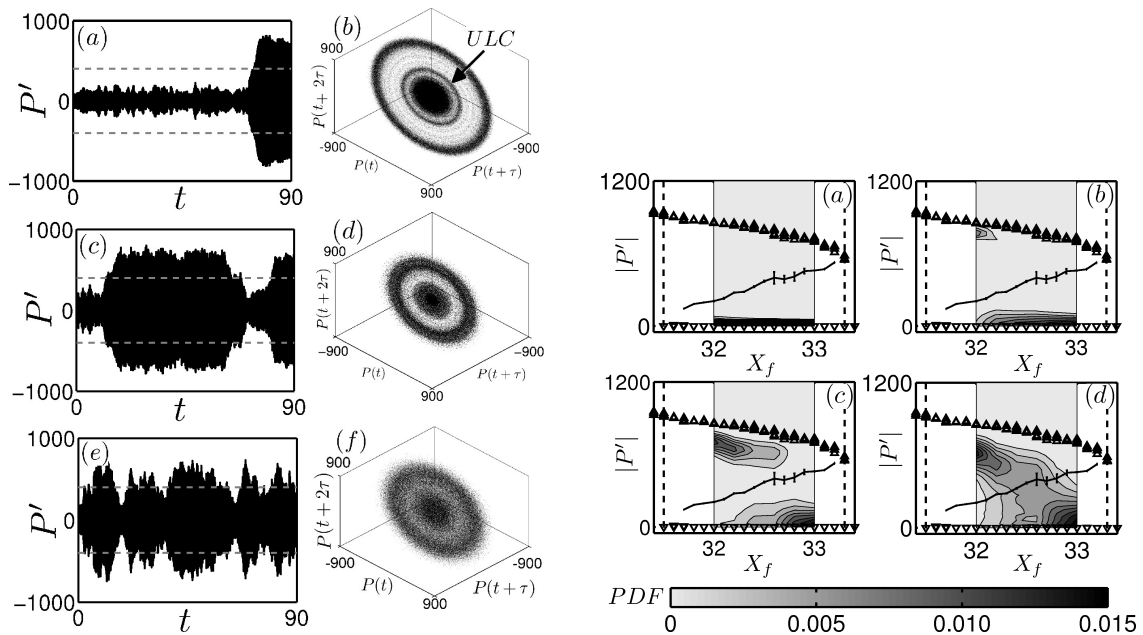 1000
(a)
P′
0
−1000
0
t
90
(b)
ULC
900
P(t + 2τ)
-900
P(t)
P(t + τ)
900
-900
1000
(c)
P′
0
−1000
0
t
90
(d)
900
P(t + 2τ)
−900
P(t)
P(t + τ)
900
-900
1000
(e)
P′
0
−1000
0
t
90
(f)
900
P(t + 2τ)
-900
P(t)
P(t + τ)
900
-900
1200
(a)
|P′|
0
32
33
X_f
1200
(b)
|P′|
0
32
33
X_f
1200
(c)
|P′|
0
32
33
X_f
1200
(d)
|P′|
0
32
33
X_f
PDF
0
0.005
0.010
0.015